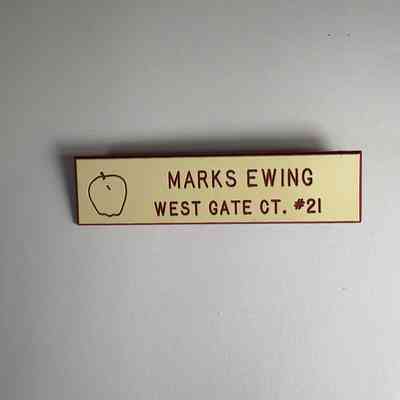 MARKS EWING
WEST GATE CT. #21